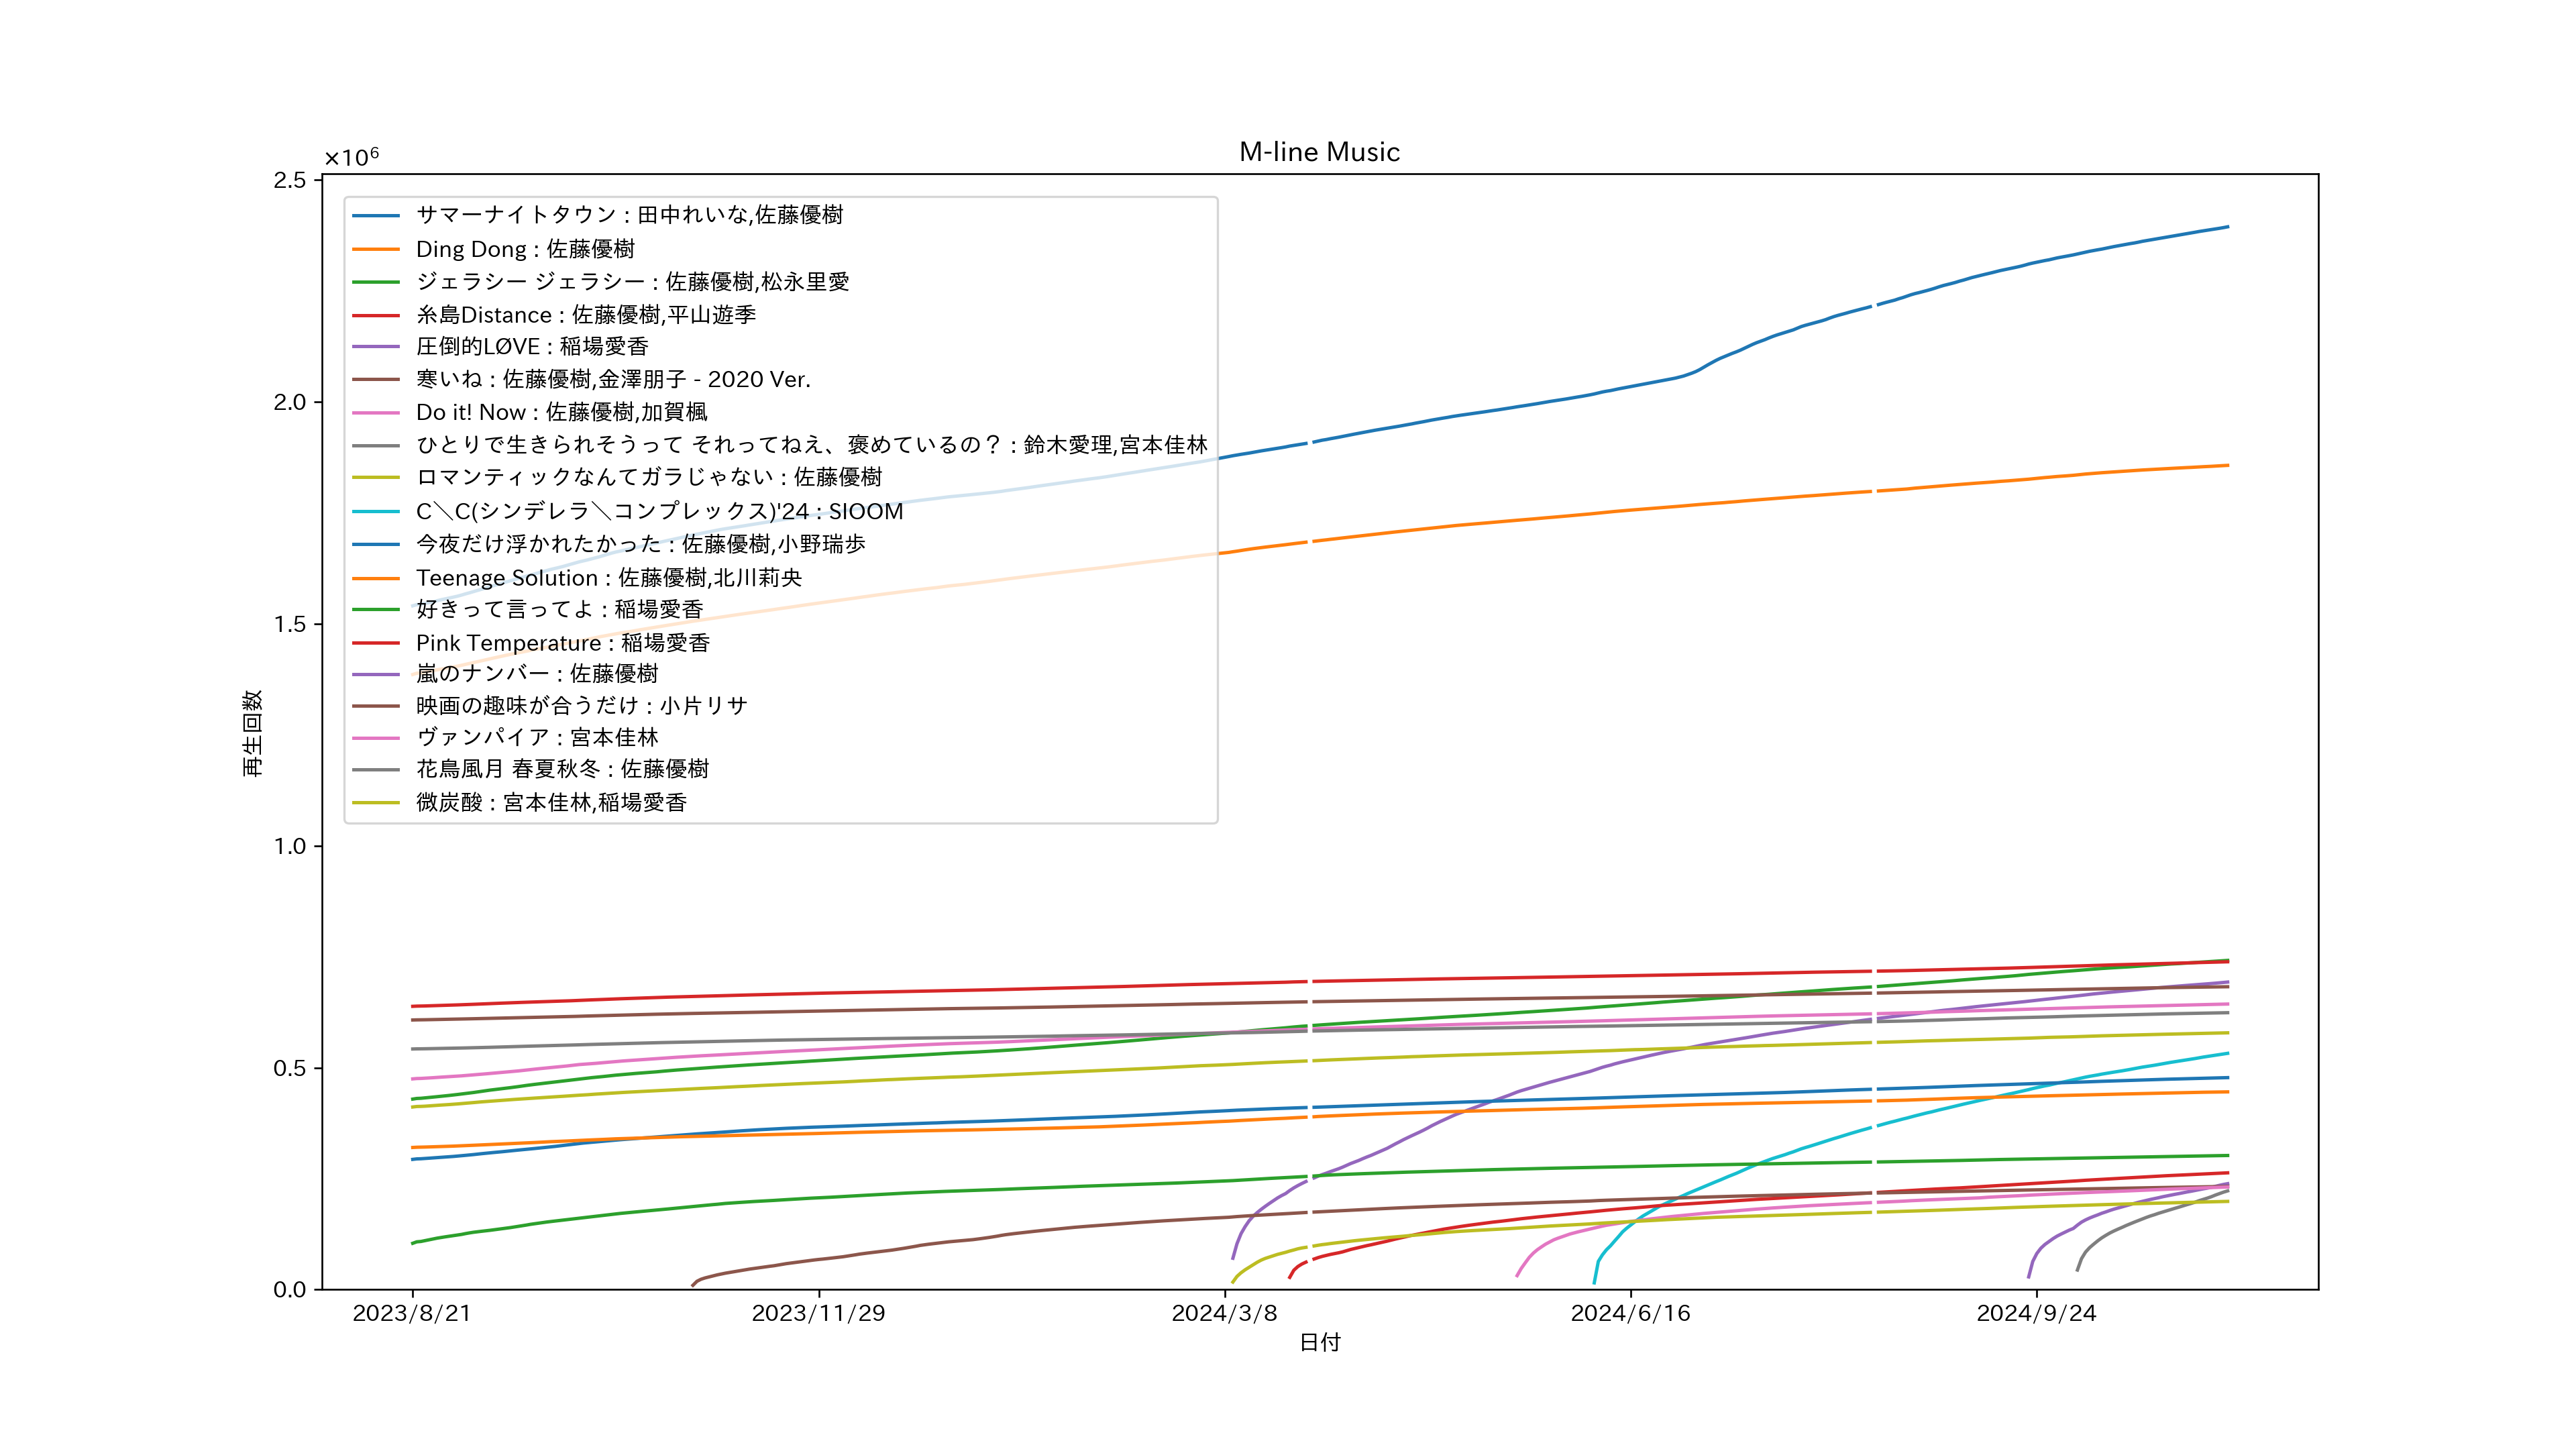 M-line Music
×10⁶
2.5
2.0
1.5
1.0
0.5
0.0
再生回数
サマーナイトタウン : 田中れいな,佐藤優樹
Ding Dong : 佐藤優樹
ジェラシー ジェラシー : 佐藤優樹,松永里愛
糸島Distance : 佐藤優樹,平山遊季
圧倒的LØVE : 稲場愛香
寒いね : 佐藤優樹,金澤朋子 - 2020 Ver.
Do it! Now : 佐藤優樹,加賀楓
ひとりで生きられそうって それってねえ、褒めているの？ : 鈴木愛理,宮本佳林
ロマンティックなんてガラじゃない : 佐藤優樹
C＼C(シンデレラ＼コンプレックス)'24 : SIOOM
今夜だけ浮かれたかった : 佐藤優樹,小野瑞歩
Teenage Solution : 佐藤優樹,北川莉央
好きって言ってよ : 稲場愛香
Pink Temperature : 稲場愛香
嵐のナンバー : 佐藤優樹
映画の趣味が合うだけ : 小片リサ
ヴァンパイア : 宮本佳林
花鳥風月 春夏秋冬 : 佐藤優樹
微炭酸 : 宮本佳林,稲場愛香
2023/8/21
2023/11/29
2024/3/8
2024/6/16
2024/9/24
日付